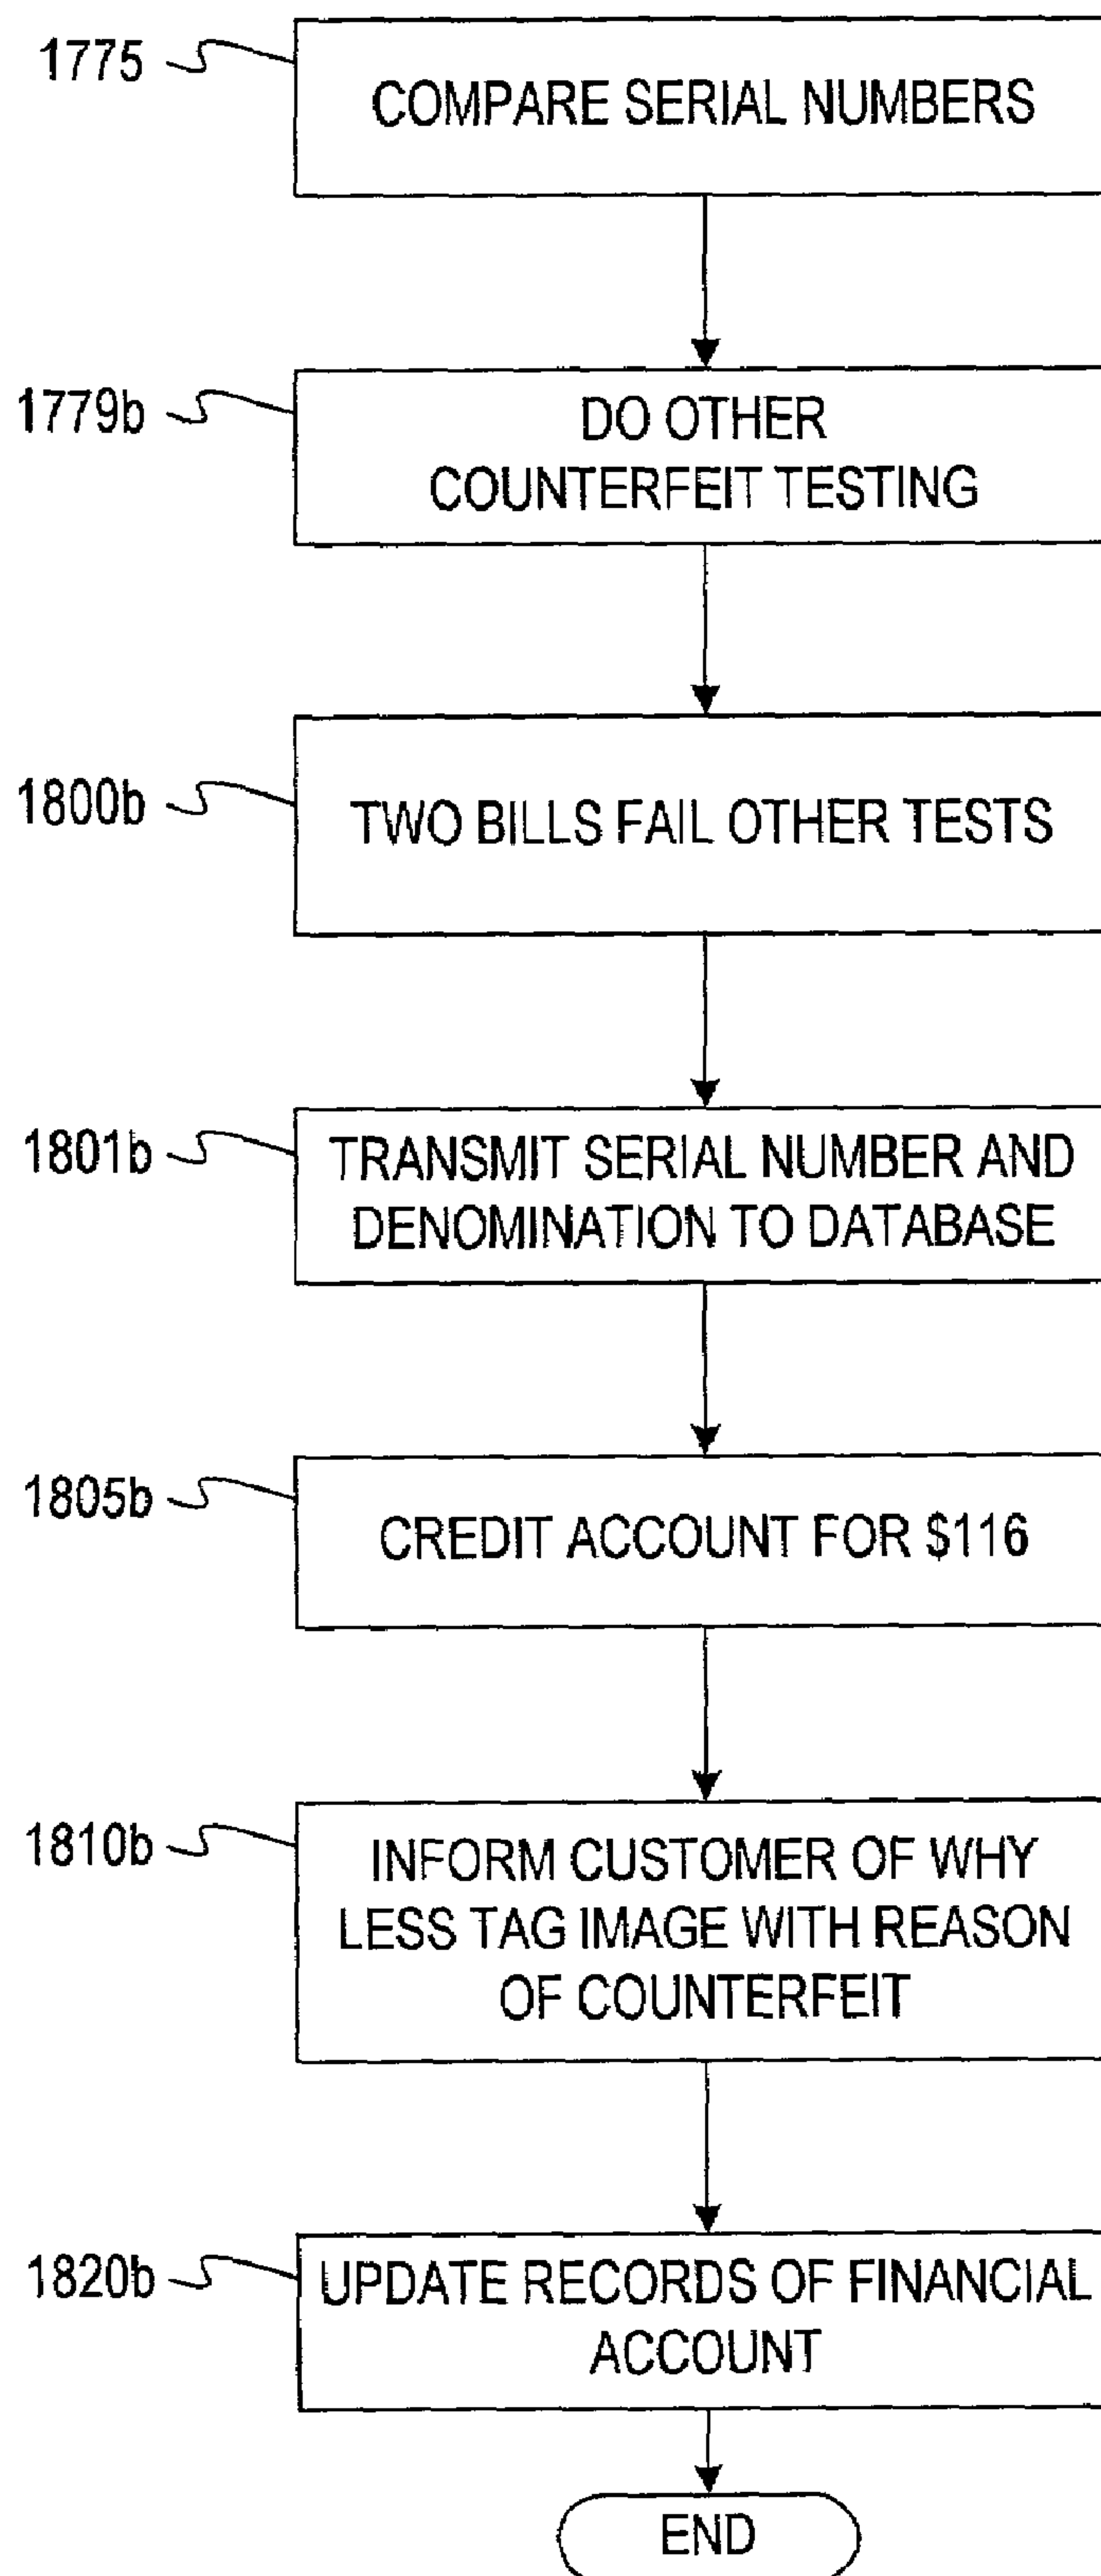 1775
COMPARE SERIAL NUMBERS
1779b
DO OTHER
COUNTERFEIT TESTING
1800b
TWO BILLS FAIL OTHER TESTS
1801b
TRANSMIT SERIAL NUMBER AND
DENOMINATION TO DATABASE
1805b
CREDIT ACCOUNT FOR $116
1810b
INFORM CUSTOMER OF WHY
LESS TAG IMAGE WITH REASON
OF COUNTERFEIT
1820b
UPDATE RECORDS OF FINANCIAL
ACCOUNT
END